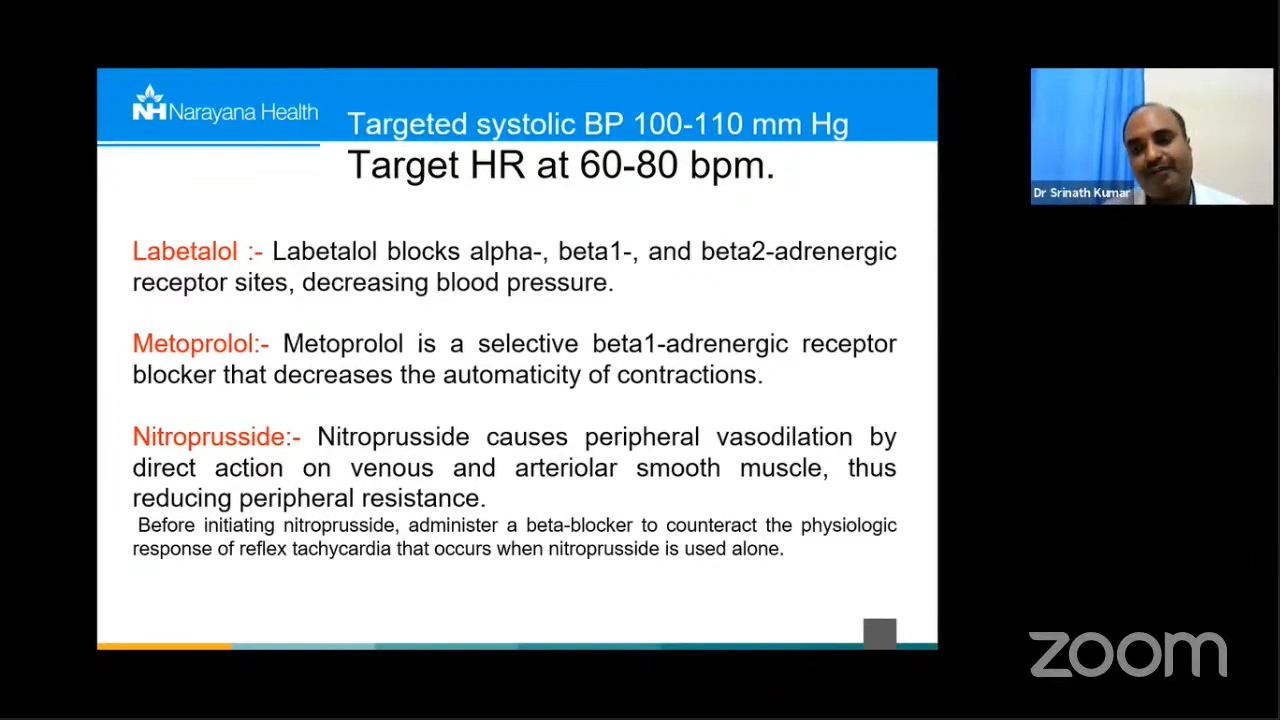 NH Narayana Health
Targeted systolic BP 100-110 mm Hg
Target HR at 60-80 bpm.
Labetalol :- Labetalol blocks alpha-, beta1-, and beta2-adrenergic
receptor sites, decreasing blood pressure.
Metoprolol:- Metoprolol is a selective beta1-adrenergic receptor
blocker that decreases the automaticity of contractions.
Nitroprusside:- Nitroprusside causes peripheral vasodilation by
direct action on venous and arteriolar smooth muscle, thus
reducing peripheral resistance.
Before initiating nitroprusside, administer a beta-blocker to counteract the physiologic
response of reflex tachycardia that occurs when nitroprusside is used alone.
Dr Srinath Kumar
zoom